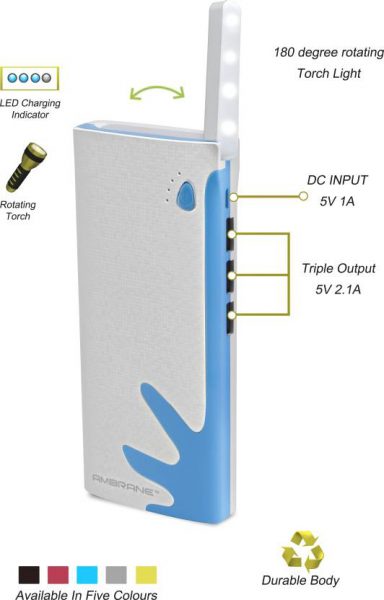 180 degree rotating
Torch Light
LED Charging
Indicator
Rotating
Torch
DC INPUT
5V 1A
Triple Output
5V 2.1A
AMBRANE™
Available In Five Colours
Durable Body